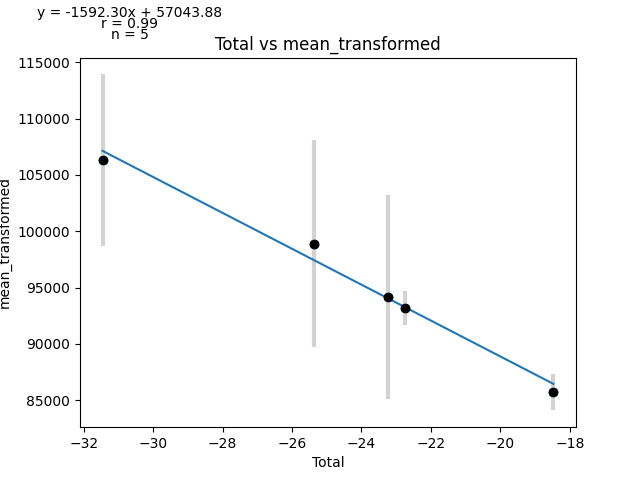 y = -1592.30x + 57043.88
r = 0.99
n = 5
Total vs mean_transformed
115000
110000
105000
100000
95000
90000
85000
mean_transformed
−32 −30 −28 −26 −24 −22 −20 −18
Total